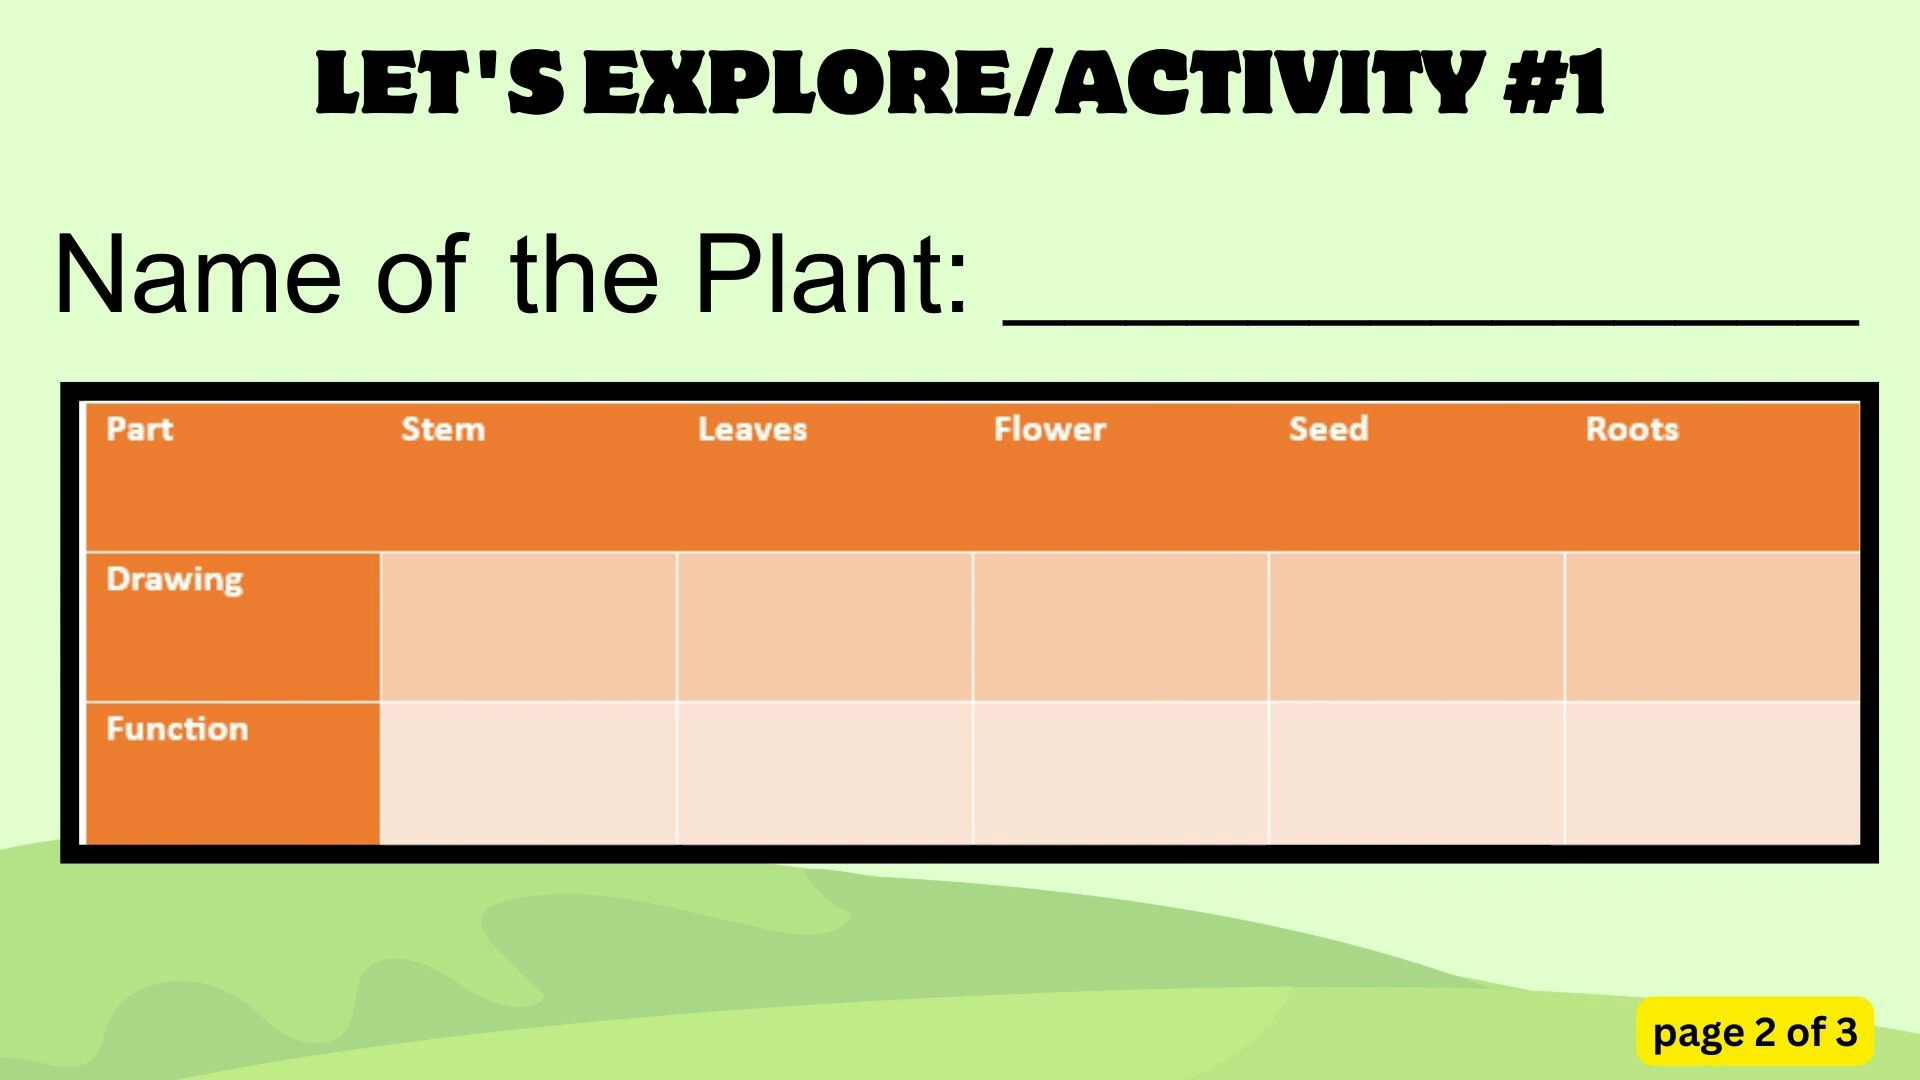 LET'S EXPLORE/ACTIVITY #1
Name of the Plant: ______________
Part Stem Leaves Flower Seed Roots
Drawing
Function
page 2 of 3